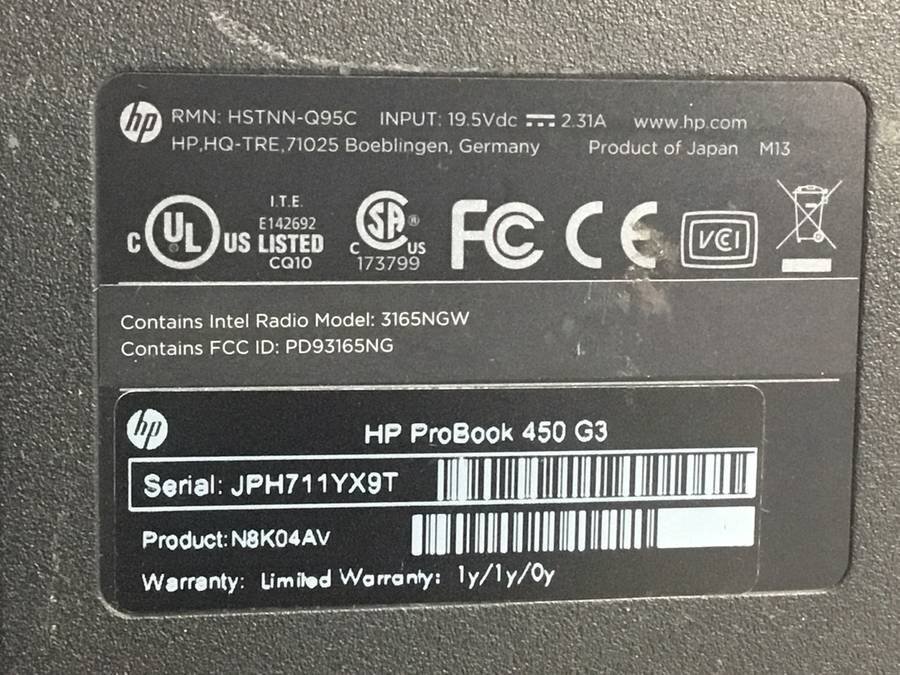 hp RMN: HSTNN-Q95C INPUT: 19.5Vdc ⎓ 2.31A www.hp.com
HP,HQ-TRE,71025 Boeblingen, Germany Product of Japan M13
C UL ® US I.T.E. E142692 LISTED CQ10
C SA ® US 173799
FC CE VCI
Contains Intel Radio Model: 3165NGW
Contains FCC ID: PD93165NG
hp HP ProBook 450 G3
Serial: JPH711YX9T
Product:N8K04AV
Warranty: Limited Warranty: 1y/1y/0y